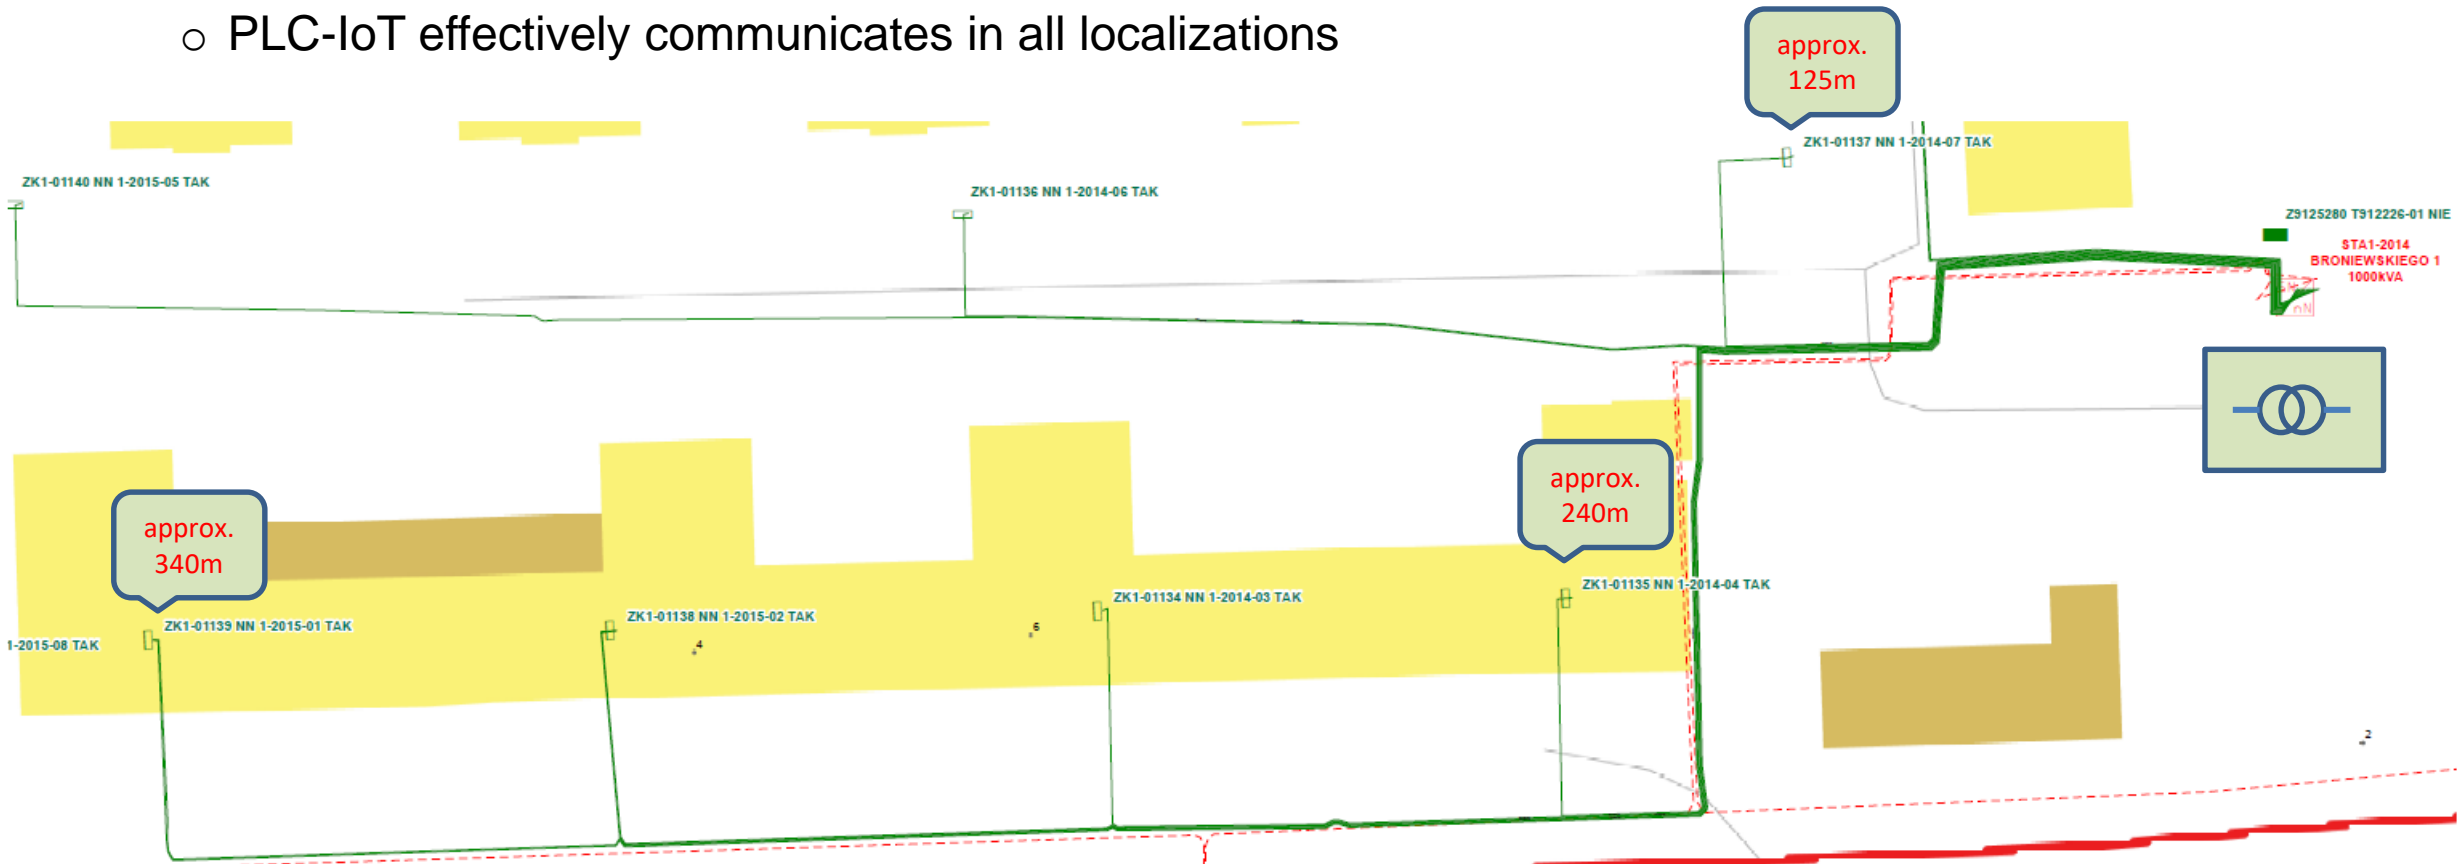 ○ PLC-IoT effectively communicates in all localizations
approx.
125m
ZK1-01137 NN 1-2014-07 TAK
ZK1-01140 NN 1-2015-05 TAK
ZK1-01136 NN 1-2014-06 TAK
Z9125280 T912226-01 NIE
STA1-2014
BRONIEWSKIEGO 1
1000kVA
approx.
240m
approx.
340m
ZK1-01135 NN 1-2014-04 TAK
ZK1-01134 NN 1-2014-03 TAK
ZK1-01138 NN 1-2015-02 TAK
ZK1-01139 NN 1-2015-01 TAK
1-2015-08 TAK
4
6
2